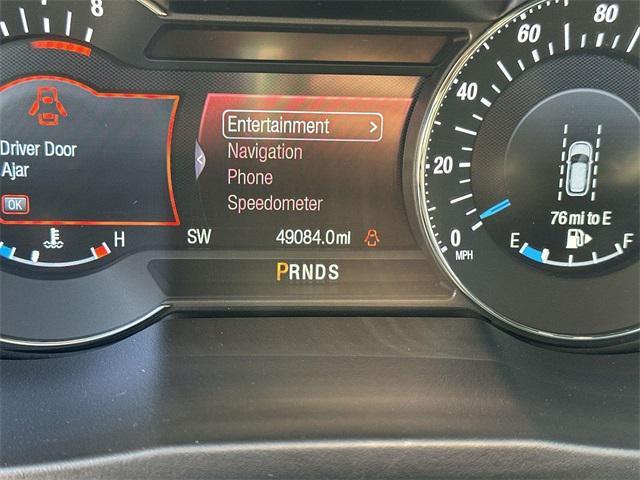 8
Driver Door
Ajar
OK
H
Entertainment >
Navigation
Phone
Speedometer
SW 49084.0mi
PRNDS
0
20
40
60
80
MPH
76 mi to E
E F